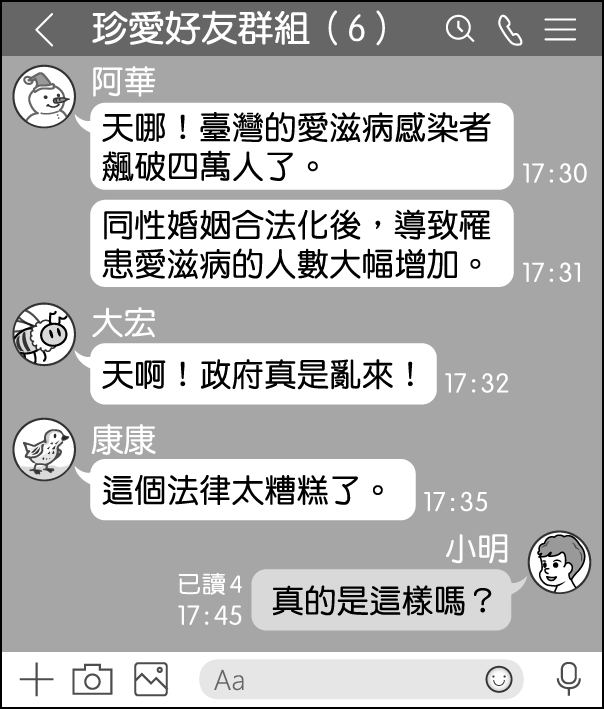 珍愛好友群組（6）
阿華
天哪！臺灣的愛滋病感染者
飆破四萬人了。
17:30
同性婚姻合法化後，導致罹
患愛滋病的人數大幅增加。
17:31
大宏
天啊！政府真是亂來！
17:32
康康
這個法律太糟糕了。
17:35
小明
已讀4
17:45
真的是這樣嗎？
Aa